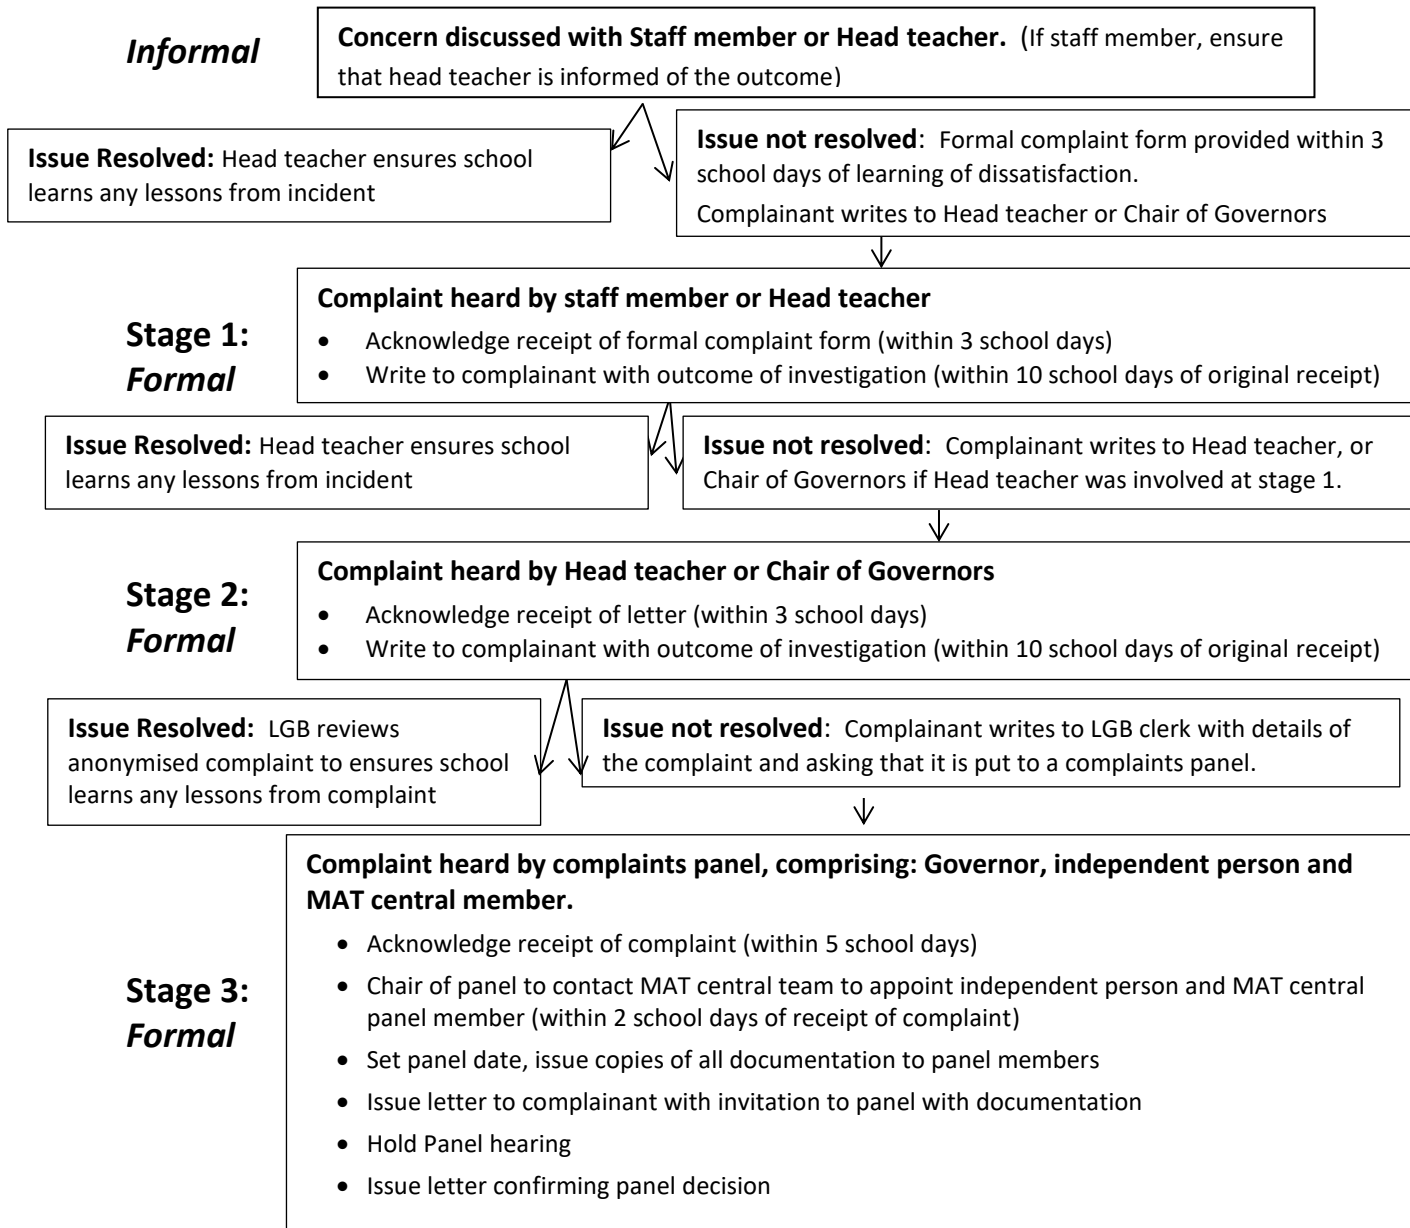 Informal
Concern discussed with Staff member or Head teacher. (If staff member, ensure
that head teacher is informed of the outcome)
Issue Resolved: Head teacher ensures school
learns any lessons from incident
Issue not resolved: Formal complaint form provided within 3
school days of learning of dissatisfaction.
Complainant writes to Head teacher or Chair of Governors
Stage 1:
Formal
Complaint heard by staff member or Head teacher
• Acknowledge receipt of formal complaint form (within 3 school days)
• Write to complainant with outcome of investigation (within 10 school days of original receipt)
Issue Resolved: Head teacher ensures school
learns any lessons from incident
Issue not resolved: Complainant writes to Head teacher, or
Chair of Governors if Head teacher was involved at stage 1.
Stage 2:
Formal
Complaint heard by Head teacher or Chair of Governors
• Acknowledge receipt of letter (within 3 school days)
• Write to complainant with outcome of investigation (within 10 school days of original receipt)
Issue Resolved: LGB reviews
anonymised complaint to ensures school
learns any lessons from complaint
Issue not resolved: Complainant writes to LGB clerk with details of
the complaint and asking that it is put to a complaints panel.
Stage 3:
Formal
Complaint heard by complaints panel, comprising: Governor, independent person and
MAT central member.
• Acknowledge receipt of complaint (within 5 school days)
• Chair of panel to contact MAT central team to appoint independent person and MAT central
panel member (within 2 school days of receipt of complaint)
• Set panel date, issue copies of all documentation to panel members
• Issue letter to complainant with invitation to panel with documentation
• Hold Panel hearing
• Issue letter confirming panel decision